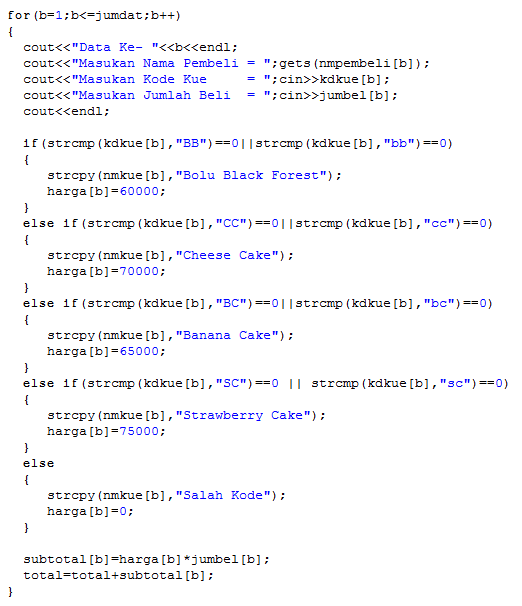 for(b=1;b<=jumdat;b++)
{
  cout<<"Data Ke- "<<b<<endl;
  cout<<"Masukan Nama Pembeli = ";gets(nmpembeli[b]);
  cout<<"Masukan Kode Kue     = ";cin>>kdkue[b];
  cout<<"Masukan Jumlah Beli  = ";cin>>jumbel[b];
  cout<<endl;

  if(strcmp(kdkue[b],"BB")==0||strcmp(kdkue[b],"bb")==0)
  {
     strcpy(nmkue[b],"Bolu Black Forest");
     harga[b]=60000;
  }
  else if(strcmp(kdkue[b],"CC")==0||strcmp(kdkue[b],"cc")==0)
  {
     strcpy(nmkue[b],"Cheese Cake");
     harga[b]=70000;
  }
  else if(strcmp(kdkue[b],"BC")==0||strcmp(kdkue[b],"bc")==0)
  {
     strcpy(nmkue[b],"Banana Cake");
     harga[b]=65000;
  }
  else if(strcmp(kdkue[b],"SC")==0 || strcmp(kdkue[b],"sc")==0)
  {
     strcpy(nmkue[b],"Strawberry Cake");
     harga[b]=75000;
  }
  else
  {
     strcpy(nmkue[b],"Salah Kode");
     harga[b]=0;
  }

  subtotal[b]=harga[b]*jumbel[b];
  total=total+subtotal[b];
}